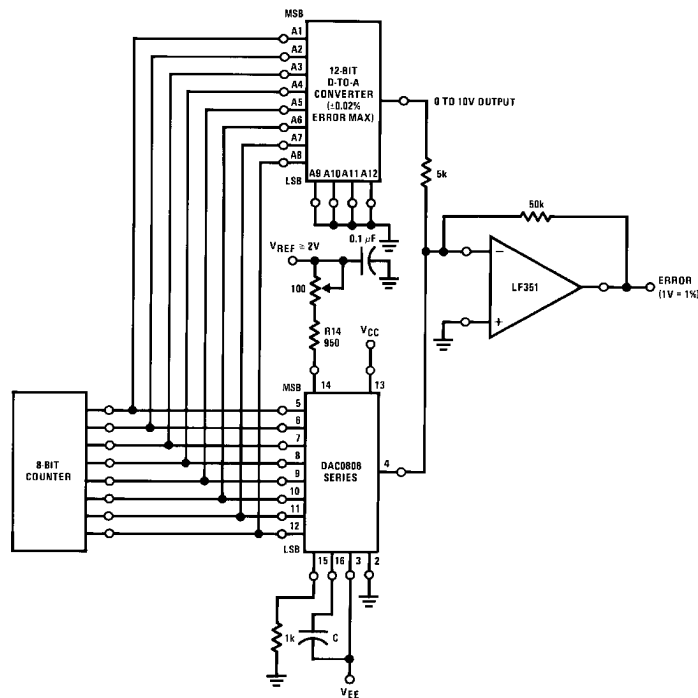 MSB
A1
A2
A3
A4
A5
A6
A7
A8
12-BIT
D-TO-A
CONVERTER
(±0.02%
ERROR MAX)
0 TO 10V OUTPUT
LSB
A9 A10 A11 A12
5k
50k
VREF = 2V
0.1 μF
100
R14
950
VCC
LF351
ERROR
(1V = 1%)
MSB
14
13
8-BIT
COUNTER
5
6
7
8
9
10
11
12
DAC0808
SERIES
4
LSB
15 16 3 2
1k
C
VEE